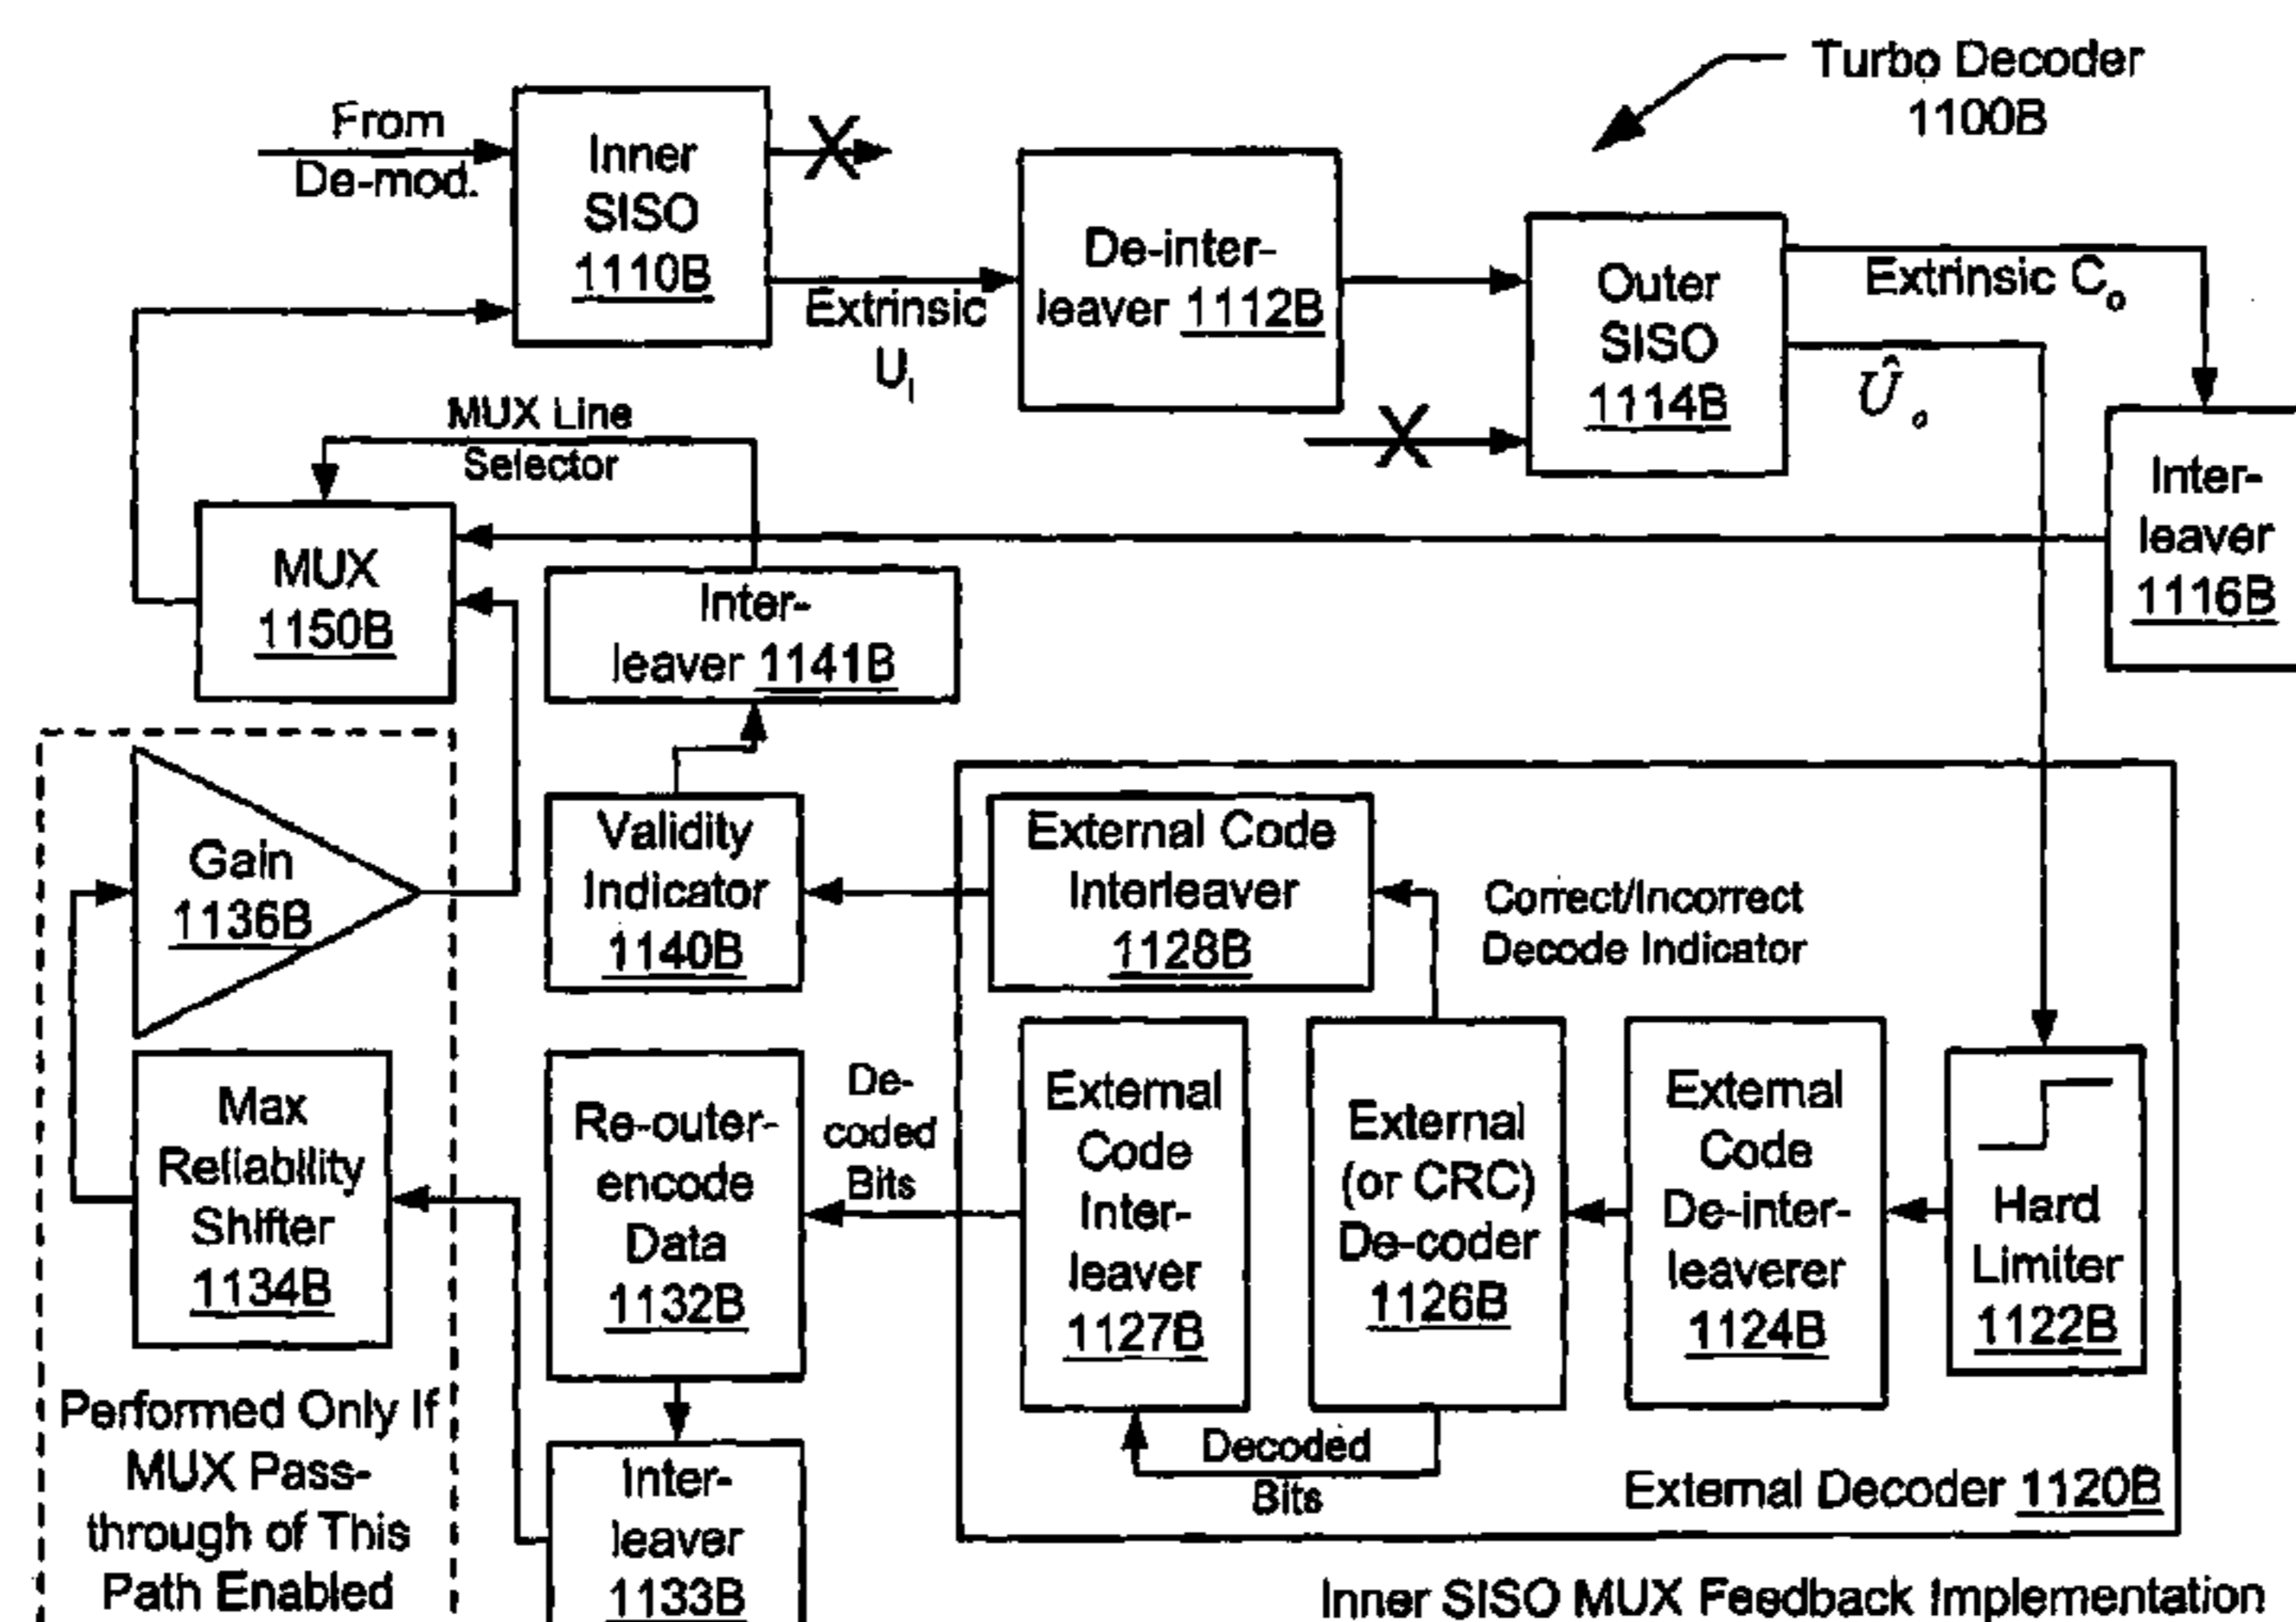 Turbo Decoder
1100B
From
De-mod.
Inner
SISO
1110B
X
Extrinsic
U_I
De-inter-
leaver 1112B
X
Outer
SISO
1114B
Extrinsic C_o
Û_o
Inter-
leaver
1116B
MUX Line
Selector
MUX
1150B
Inter-
leaver 1141B
Gain
1136B
Validity
Indicator
1140B
External Code
Interleaver
1128B
Correct/Incorrect
Decode Indicator
Max
Reliability
Shifter
1134B
Re-outer-
encode
Data
1132B
De-
coded
Bits
External
Code
Inter-
leaver
1127B
External
(or CRC)
De-coder
1126B
External
Code
De-inter-
leaverer
1124B
Hard
Limiter
1122B
Decoded
Bits
External Decoder 1120B
Performed Only If
MUX Pass-
through of This
Path Enabled
Inter-
leaver
1133B
Inner SISO MUX Feedback Implementation